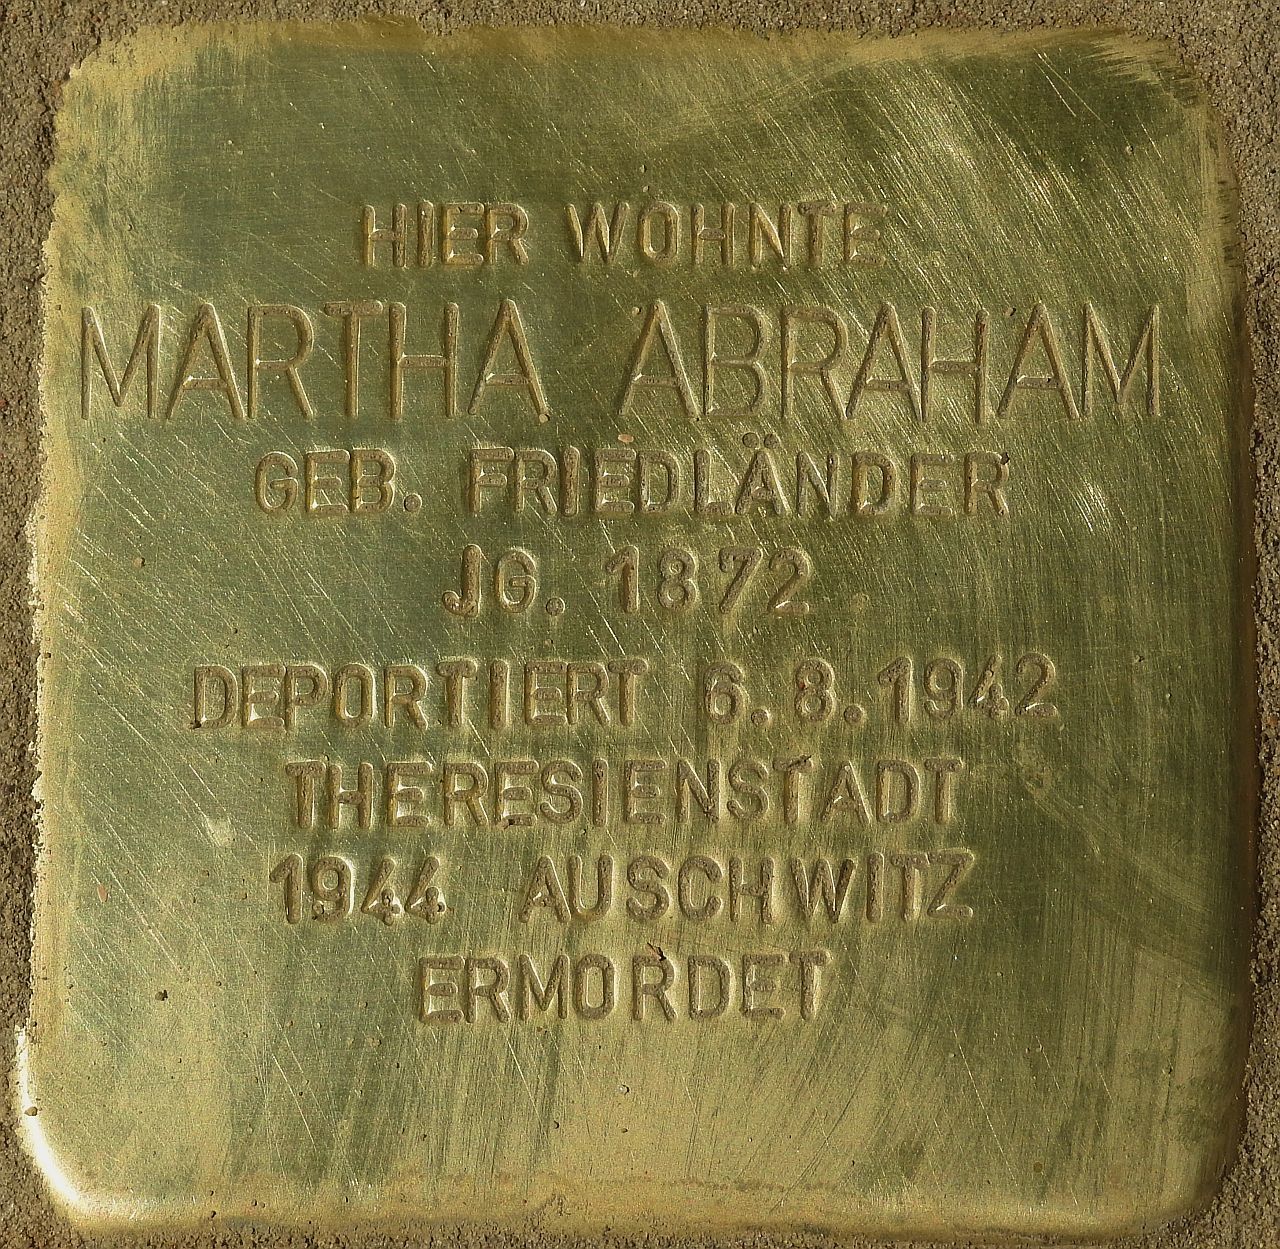 HIER WOHNTE
MARTHA ABRAHAM
GEB. FRIEDLÄNDER
JG. 1872
DEPORTIERT 6.8.1942
THERESIENSTADT
1944 AUSCHWITZ
ERMORDET